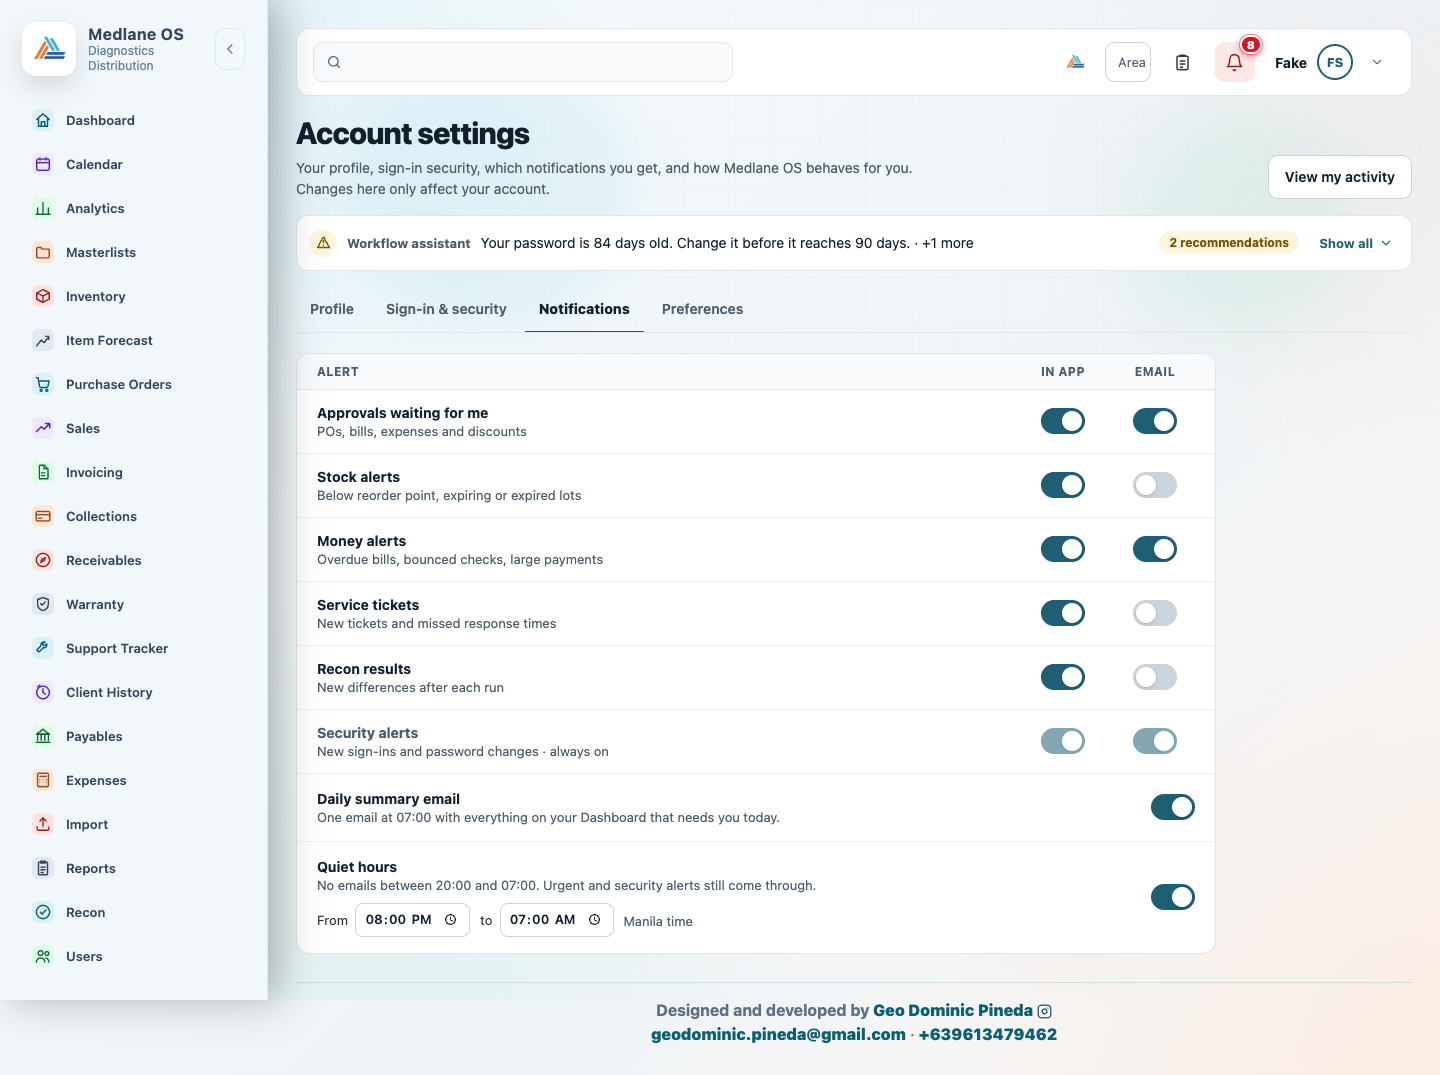 Medlane OS
Diagnostics
Distribution
Dashboard
Calendar
Analytics
Masterlists
Inventory
Item Forecast
Purchase Orders
Sales
Invoicing
Collections
Receivables
Warranty
Support Tracker
Client History
Payables
Expenses
Import
Reports
Recon
Users
Area
8
Fake
FS
Account settings
Your profile, sign-in security, which notifications you get, and how Medlane OS behaves for you.
Changes here only affect your account.
View my activity
Workflow assistant Your password is 84 days old. Change it before it reaches 90 days. · +1 more
2 recommendations
Show all
Profile Sign-in & security Notifications Preferences
ALERT IN APP EMAIL
Approvals waiting for me
POs, bills, expenses and discounts
Stock alerts
Below reorder point, expiring or expired lots
Money alerts
Overdue bills, bounced checks, large payments
Service tickets
New tickets and missed response times
Recon results
New differences after each run
Security alerts
New sign-ins and password changes · always on
Daily summary email
One email at 07:00 with everything on your Dashboard that needs you today.
Quiet hours
No emails between 20:00 and 07:00. Urgent and security alerts still come through.
From 08:00 PM to 07:00 AM Manila time
Designed and developed by Geo Dominic Pineda
geodominic.pineda@gmail.com · +639613479462